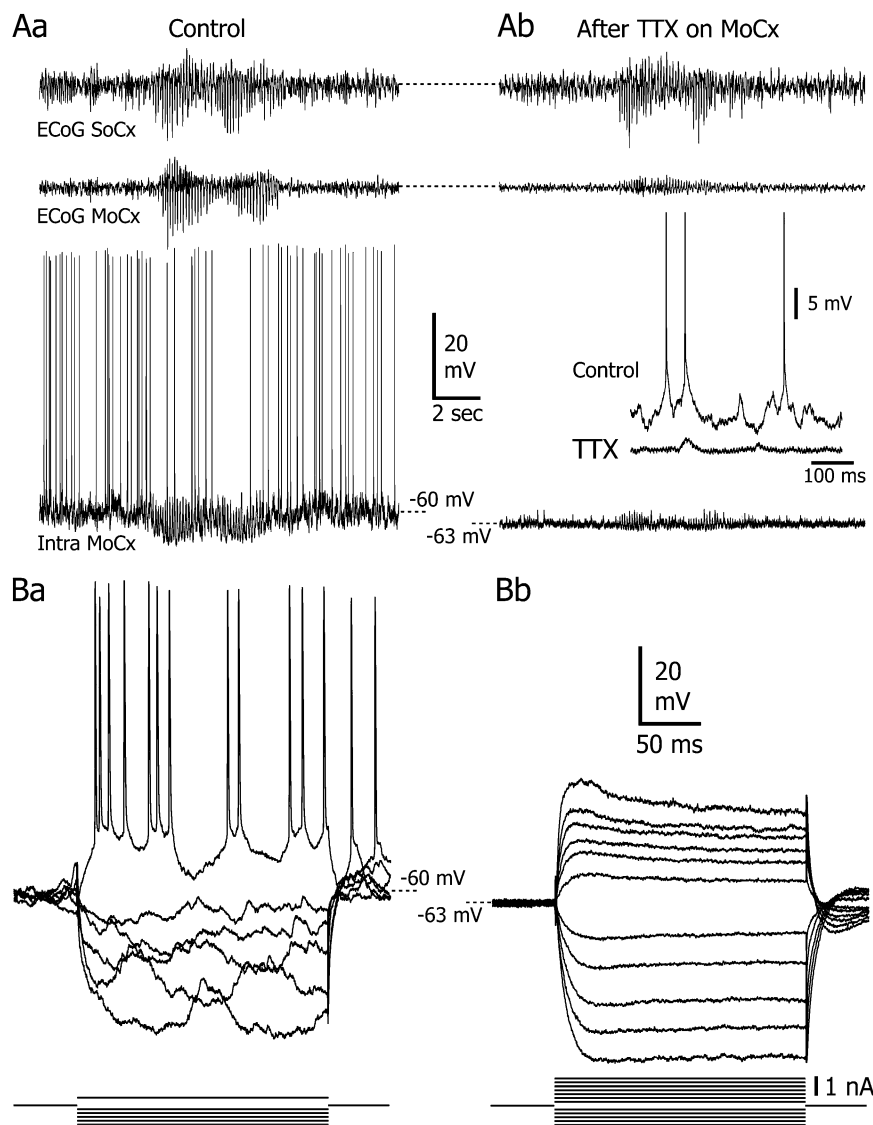 Aa
Control
Ab
After TTX on MoCx
ECoG SoCx
ECoG MoCx
5 mV
20
mV
2 sec
Control
TTX
100 ms
-60 mV
-63 mV
Intra MoCx
Ba
Bb
20
mV
50 ms
-60 mV
-63 mV
1 nA